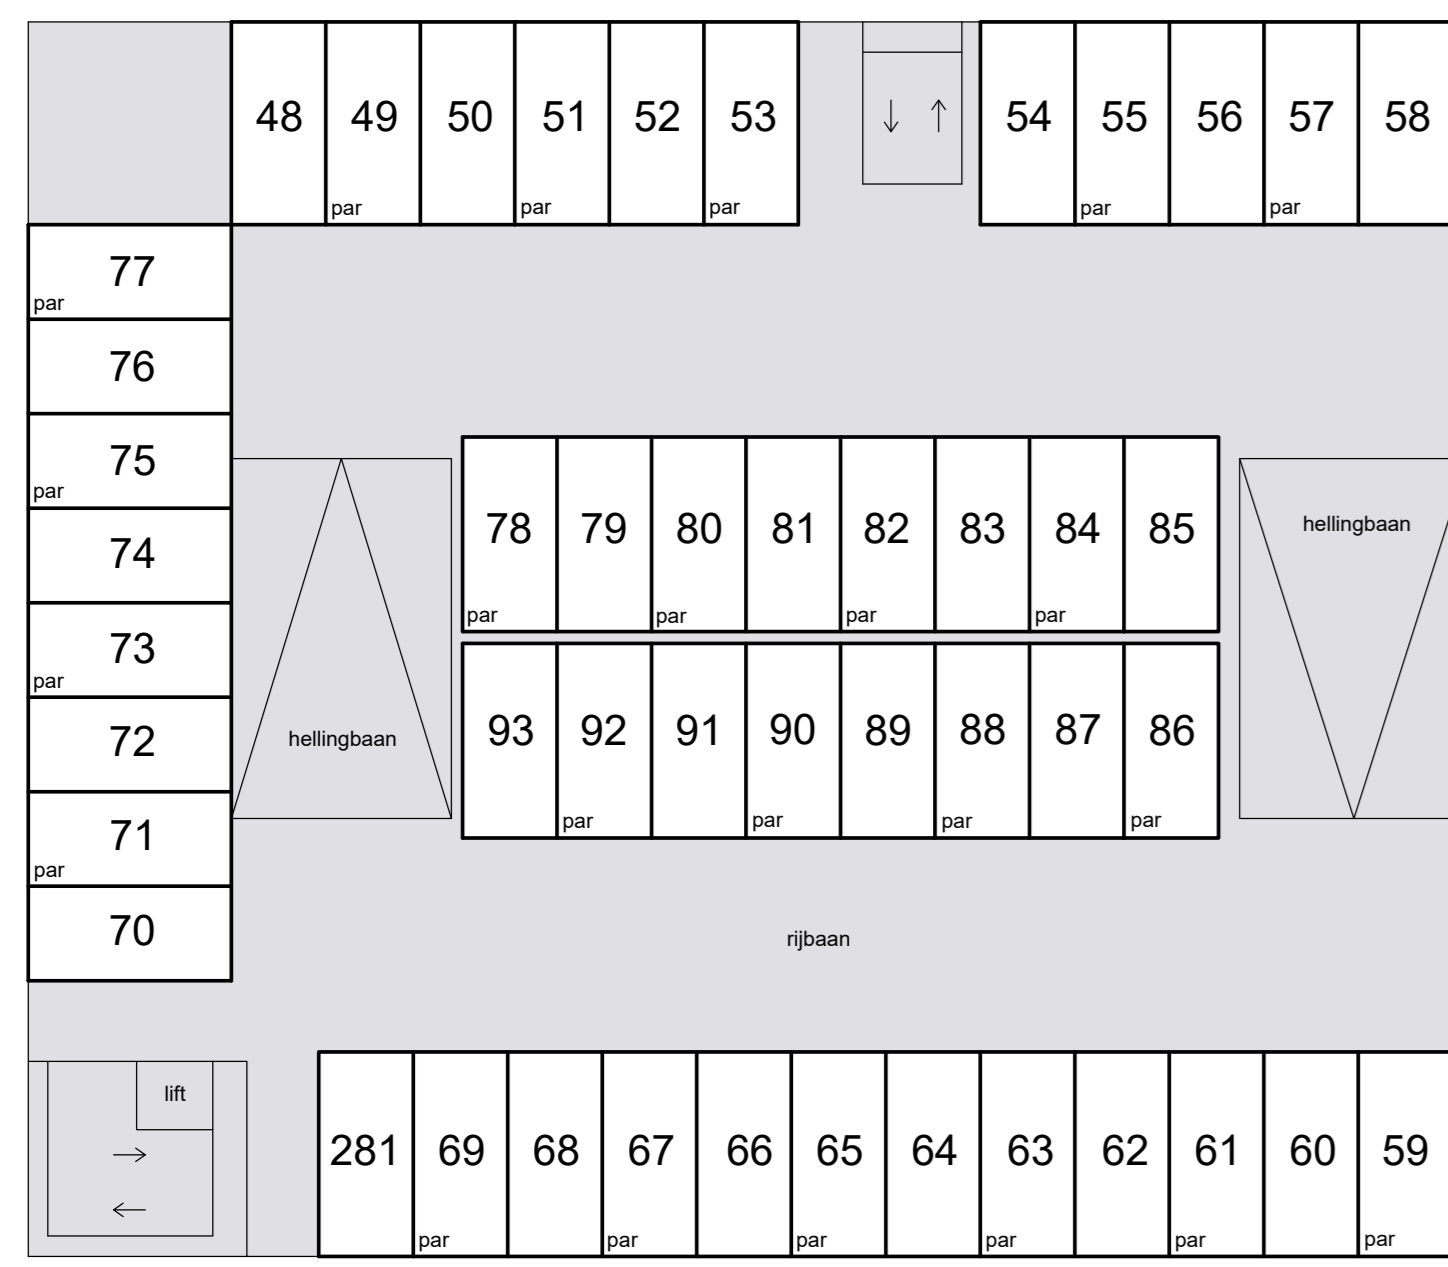 48 49 50 51 52 53 54 55 56 57 58
par par par par par
77
par
76
75
par
74
73
par
72
71
par
70
78 79 80 81 82 83 84 85
par par par par
hellingbaan
hellingbaan
93 92 91 90 89 88 87 86
par par par par
rijbaan
lift
281 69 68 67 66 65 64 63 62 61 60 59
par par par par par par